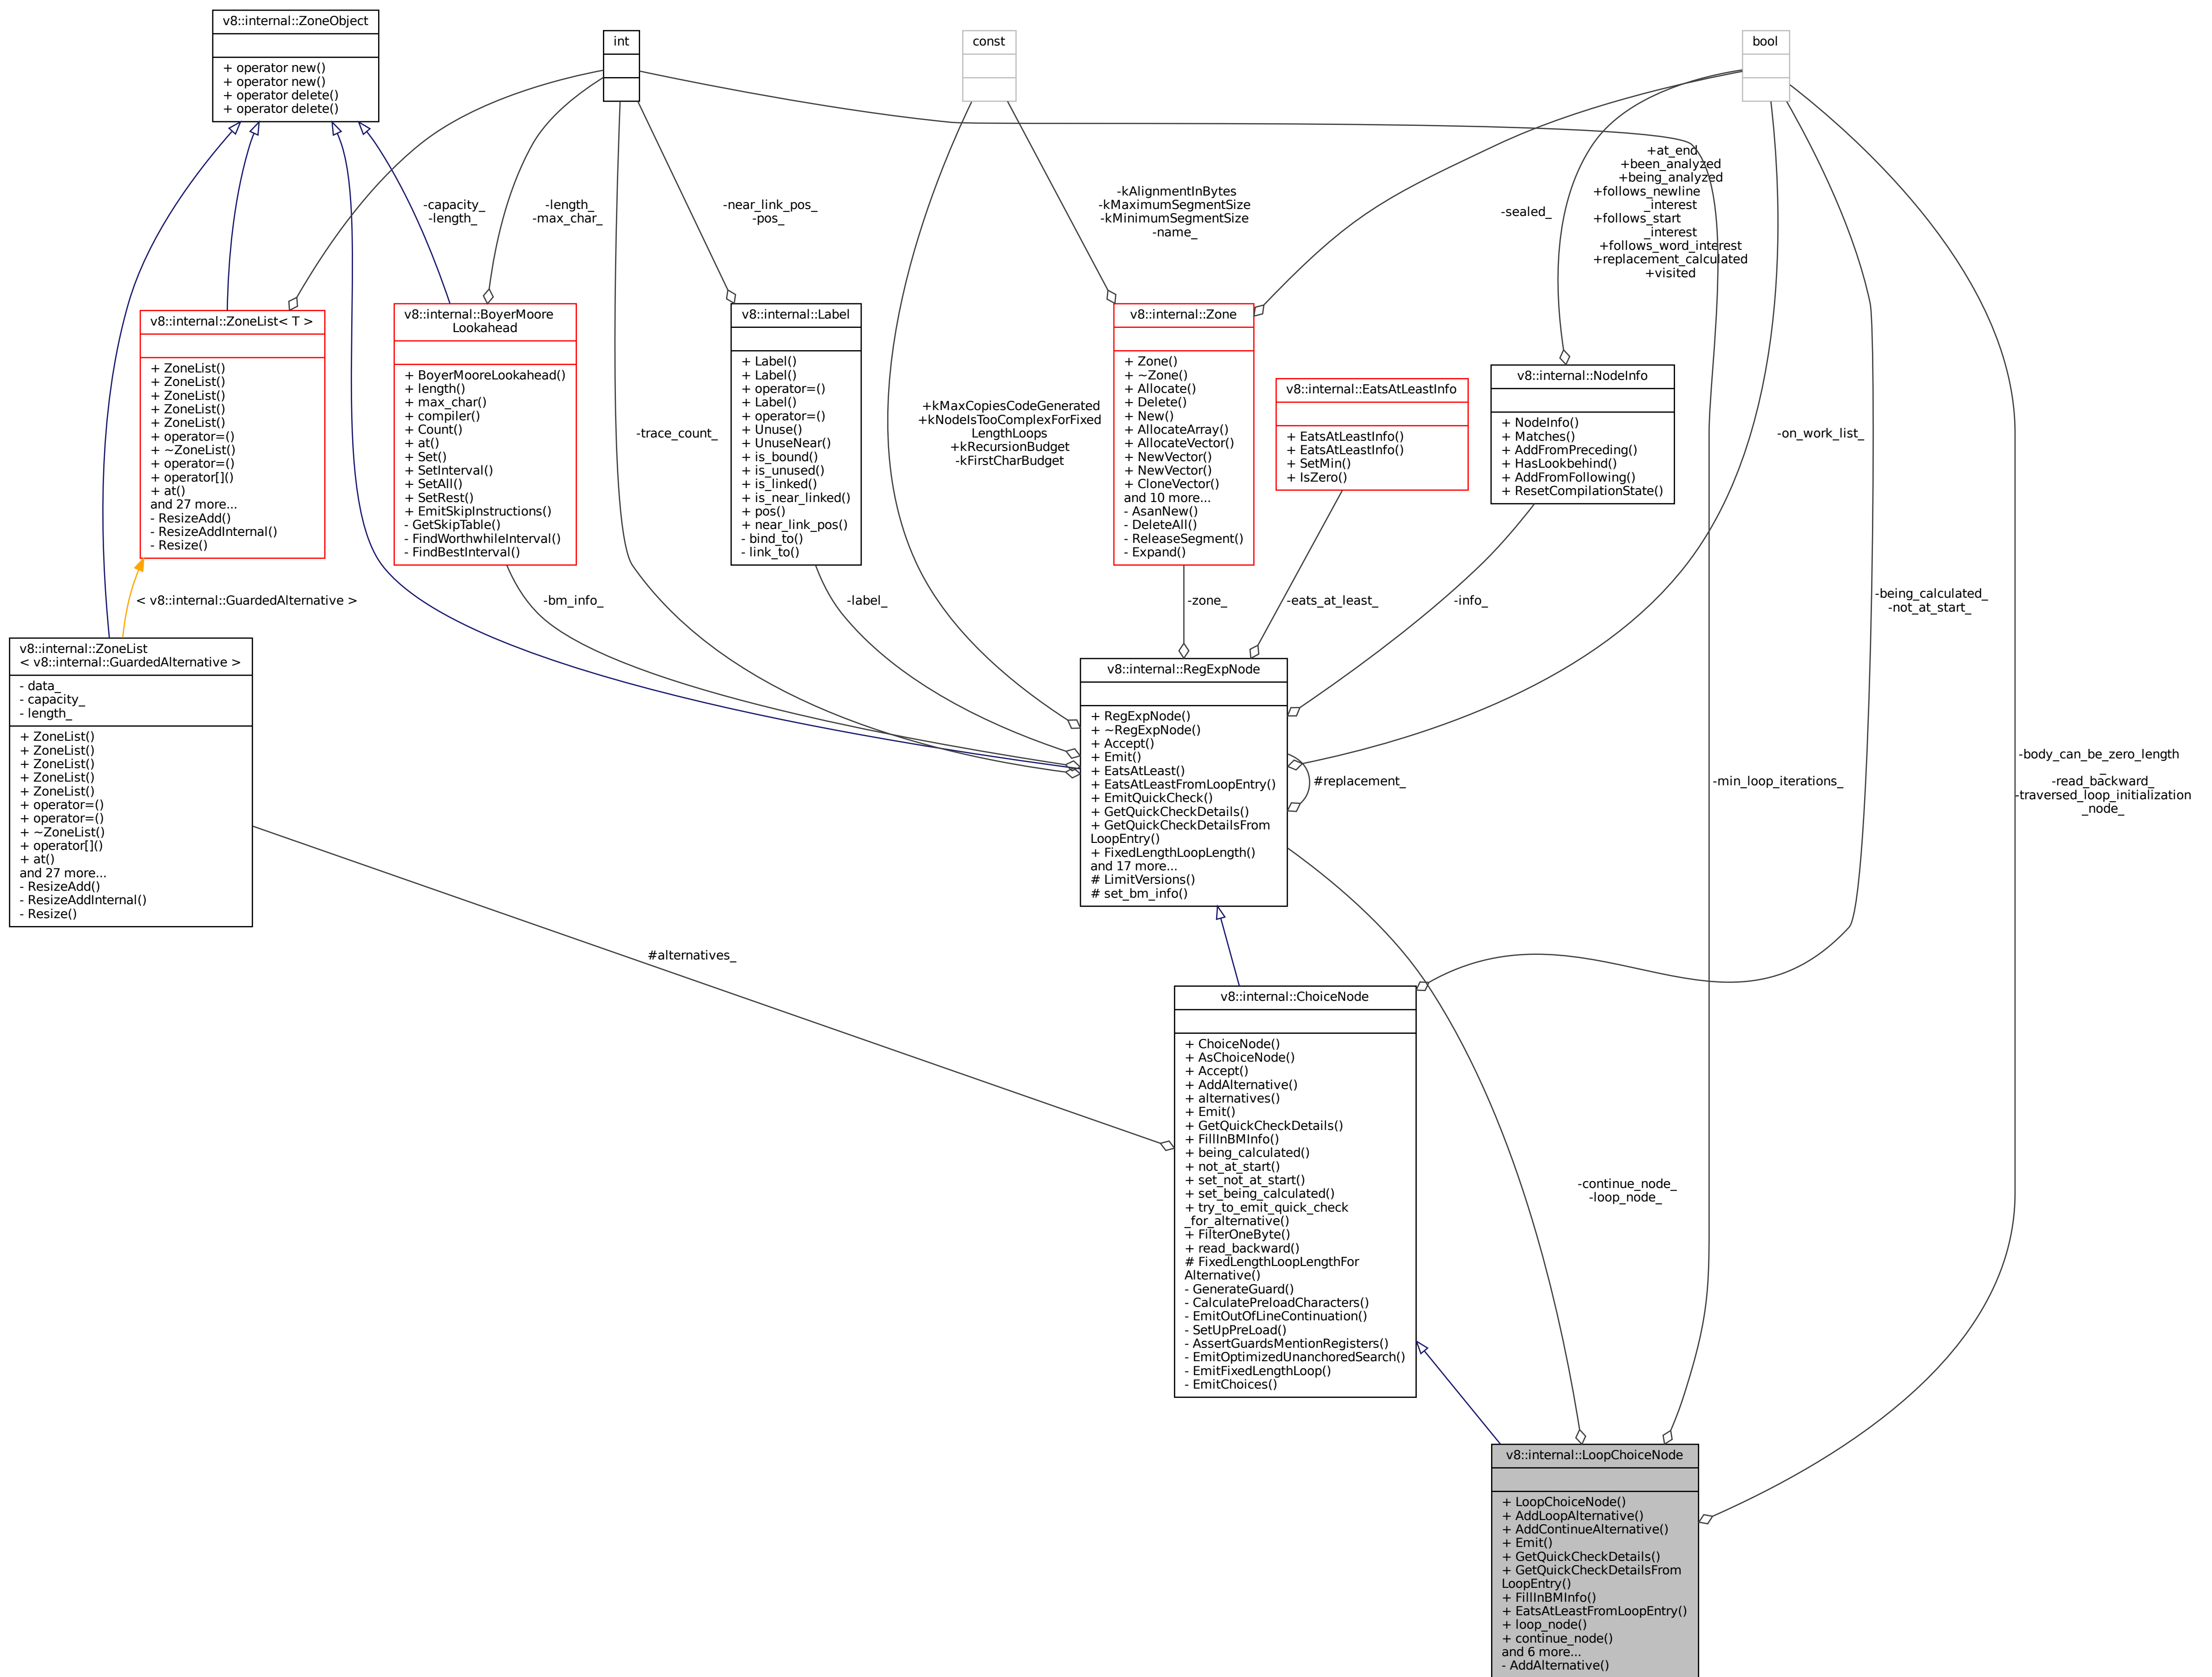 v8::internal::ZoneObject
+ operator new()
+ operator new()
+ operator delete()
+ operator delete()
int
const
bool
+at_end
+been_analyzed
+being_analyzed
+follows_newline
_interest
+follows_start
_interest
+follows_word_interest
+replacement_calculated
+visited
-capacity_
-length_
-length_
-max_char_
-near_link_pos_
-pos_
-kAlignmentInBytes
-kMaximumSegmentSize
-kMinimumSegmentSize
-name_
-sealed_
v8::internal::ZoneList< T >
+ ZoneList()
+ ZoneList()
+ ZoneList()
+ ZoneList()
+ ZoneList()
+ operator=()
+ ~ZoneList()
+ operator=()
+ operator[]()
+ at()
and 27 more...
- ResizeAdd()
- ResizeAddInternal()
- Resize()
v8::internal::BoyerMoore
Lookahead
+ BoyerMooreLookahead()
+ length()
+ max_char()
+ compiler()
+ Count()
+ at()
+ Set()
+ SetInterval()
+ SetAll()
+ SetRest()
+ EmitSkipInstructions()
- GetSkipTable()
- FindWorthwhileInterval()
- FindBestInterval()
-trace_count_
v8::internal::Label
+ Label()
+ Label()
+ operator=()
+ Label()
+ operator=()
+ Unuse()
+ UnuseNear()
+ is_bound()
+ is_unused()
+ is_linked()
+ is_near_linked()
+ pos()
+ near_link_pos()
- bind_to()
- link_to()
+kMaxCopiesCodeGenerated
+kNodeIsTooComplexForFixed
LengthLoops
+kRecursionBudget
-kFirstCharBudget
v8::internal::Zone
+ Zone()
+ ~Zone()
+ Allocate()
+ Delete()
+ New()
+ AllocateArray()
+ AllocateVector()
+ NewVector()
+ NewVector()
+ CloneVector()
and 10 more...
- AsanNew()
- DeleteAll()
- ReleaseSegment()
- Expand()
v8::internal::EatsAtLeastInfo
+ EatsAtLeastInfo()
+ EatsAtLeastInfo()
+ SetMin()
+ IsZero()
v8::internal::NodeInfo
+ NodeInfo()
+ Matches()
+ AddFromPreceding()
+ HasLookbehind()
+ AddFromFollowing()
+ ResetCompilationState()
-on_work_list_
< v8::internal::GuardedAlternative >
-bm_info_
-label_
-zone_
-eats_at_least_
-info_
-being_calculated_
-not_at_start_
v8::internal::ZoneList
< v8::internal::GuardedAlternative >
- data_
- capacity_
- length_
+ ZoneList()
+ ZoneList()
+ ZoneList()
+ ZoneList()
+ ZoneList()
+ operator=()
+ operator=()
+ ~ZoneList()
+ operator[]()
+ at()
and 27 more...
- ResizeAdd()
- ResizeAddInternal()
- Resize()
v8::internal::RegExpNode
+ RegExpNode()
+ ~RegExpNode()
+ Accept()
+ Emit()
+ EatsAtLeast()
+ EatsAtLeastFromLoopEntry()
+ EmitQuickCheck()
+ GetQuickCheckDetails()
+ GetQuickCheckDetailsFrom
LoopEntry()
+ FixedLengthLoopLength()
and 17 more...
# LimitVersions()
# set_bm_info()
#replacement_
-min_loop_iterations_
-body_can_be_zero_length
_
-read_backward_
-traversed_loop_initialization
_node_
#alternatives_
v8::internal::ChoiceNode
+ ChoiceNode()
+ AsChoiceNode()
+ Accept()
+ AddAlternative()
+ alternatives()
+ Emit()
+ GetQuickCheckDetails()
+ FillInBMInfo()
+ being_calculated()
+ not_at_start()
+ set_not_at_start()
+ set_being_calculated()
+ try_to_emit_quick_check
_for_alternative()
+ FilterOneByte()
+ read_backward()
# FixedLengthLoopLengthFor
Alternative()
- GenerateGuard()
- CalculatePreloadCharacters()
- EmitOutOfLineContinuation()
- SetUpPreLoad()
- AssertGuardsMentionRegisters()
- EmitOptimizedUnanchoredSearch()
- EmitFixedLengthLoop()
- EmitChoices()
-continue_node_
-loop_node_
v8::internal::LoopChoiceNode
+ LoopChoiceNode()
+ AddLoopAlternative()
+ AddContinueAlternative()
+ Emit()
+ GetQuickCheckDetails()
+ GetQuickCheckDetailsFrom
LoopEntry()
+ FillInBMInfo()
+ EatsAtLeastFromLoopEntry()
+ loop_node()
+ continue_node()
and 6 more...
- AddAlternative()